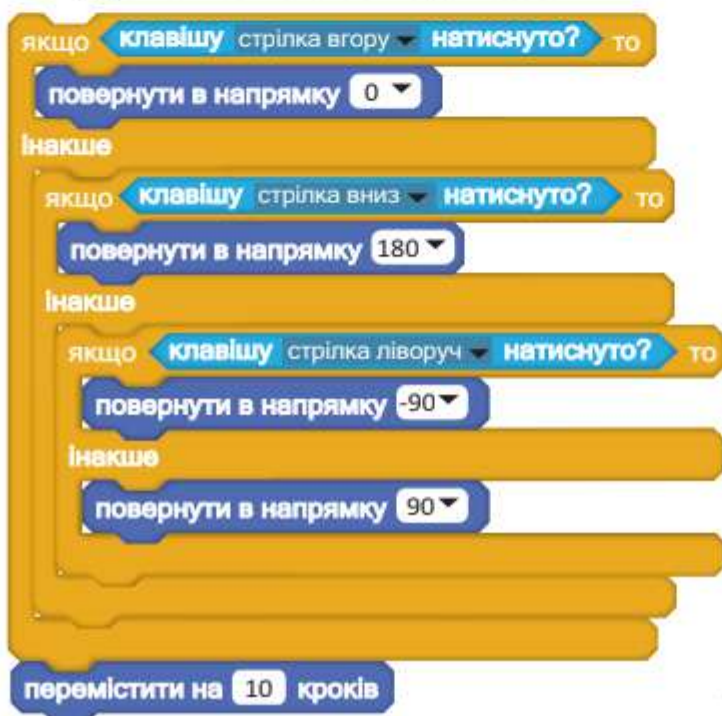 якщо клавішу стрілка вгору натиснуто? то
повернути в напрямку 0
інакше
якщо клавішу стрілка вниз натиснуто? то
повернути в напрямку 180
інакше
якщо клавішу стрілка ліворуч натиснуто? то
повернути в напрямку -90
інакше
повернути в напрямку 90
перемістити на 10 кроків